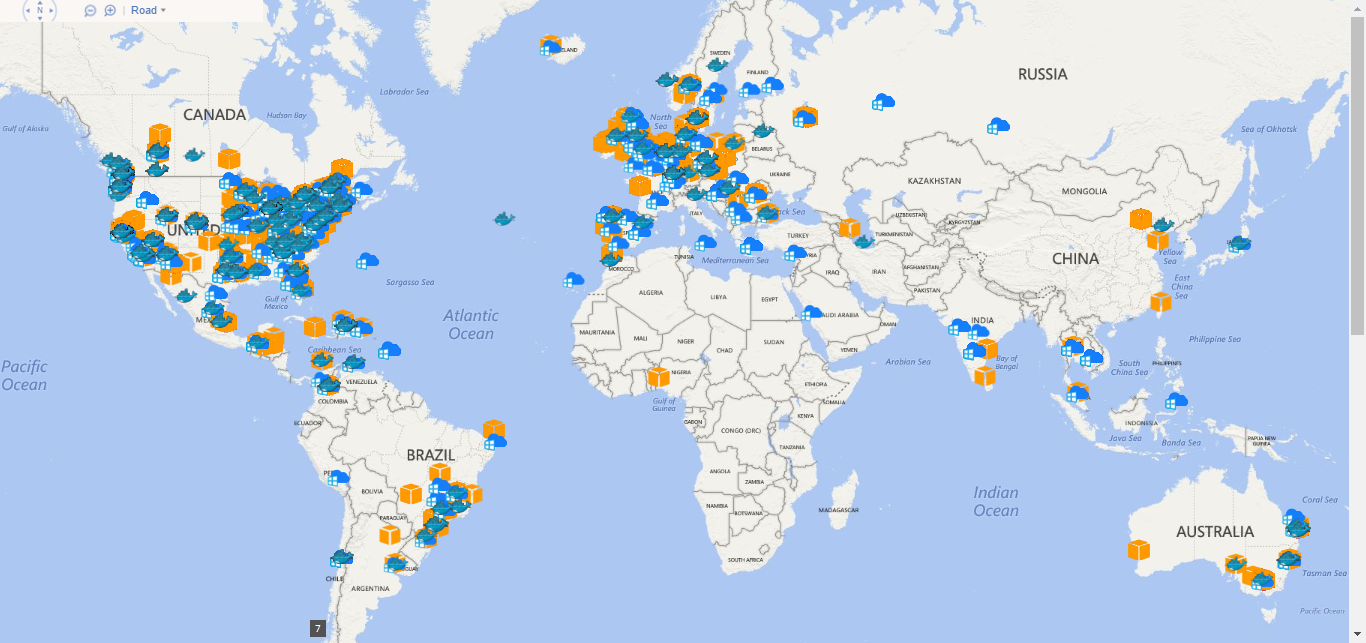 N
Road
ICELAND
SWEDEN
FINLAND
RUSSIA
Labrador Sea
CANADA
Hudson Bay
North
Sea
Gulf of Alaska
Sea of Okhotsk
BELARUS
UKRAINE
KAZAKHSTAN
MONGOLIA
ITALY
UZBEKISTAN
KYRGYZSTAN
TURKEY
TURKMENISTAN
TUNISIA
Mediterranean Sea
Yellow
Sea
CHINA
MOROCCO
IRAQ
IRAN
AFGHANISTAN
PAKISTAN
East
China
Sea
Sargasso Sea
ALGERIA
LIBYA
EGYPT
Gulf of
Mexico
Atlantic
Ocean
SAUDI ARABIA
OMAN
INDIA
MAURITANIA
MALI
NIGER
CHAD
SUDAN
YEMEN
Arabian Sea
Bay of
Bengal
Philippine Sea
Caribbean Sea
South
China Sea
PHILIPPINES
Pacific
Ocean
VENEZUELA
NIGERIA
ETHIOPIA
SOMALIA
COLOMBIA
Gulf of
Guinea
ECUADOR
GABON
KENYA
CONGO (DRC)
INDONESIA
Java Sea
Banda Sea
PAPUA NEW
GUINEA
BRAZIL
TANZANIA
ANGOLA
ZAMBIA
BOLIVIA
Indian
Ocean
Coral Sea
NAMIBIA
BOTSWANA
MADAGASCAR
PARAGUAY
AUSTRALIA
SOUTH AFRICA
CHILE
ARGENTINA
Tasman Sea
Pacific Ocean
7